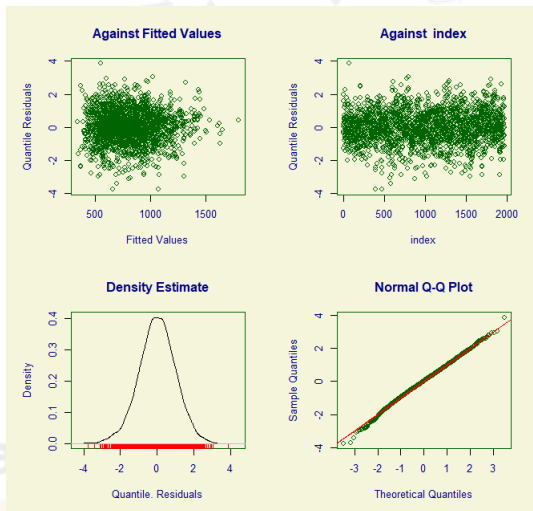 Against Fitted Values
Quantile Residuals
4
2
0
-2
-4
500 1000 1500
Fitted Values
Against index
Quantile Residuals
4
2
0
-2
-4
0 500 1000 1500 2000
index
Density Estimate
Density
0.4
0.3
0.2
0.1
0.0
-4 -2 0 2 4
Quantile. Residuals
Normal Q-Q Plot
Sample Quantiles
4
2
0
-2
-4
-3 -2 -1 0 1 2 3
Theoretical Quantiles